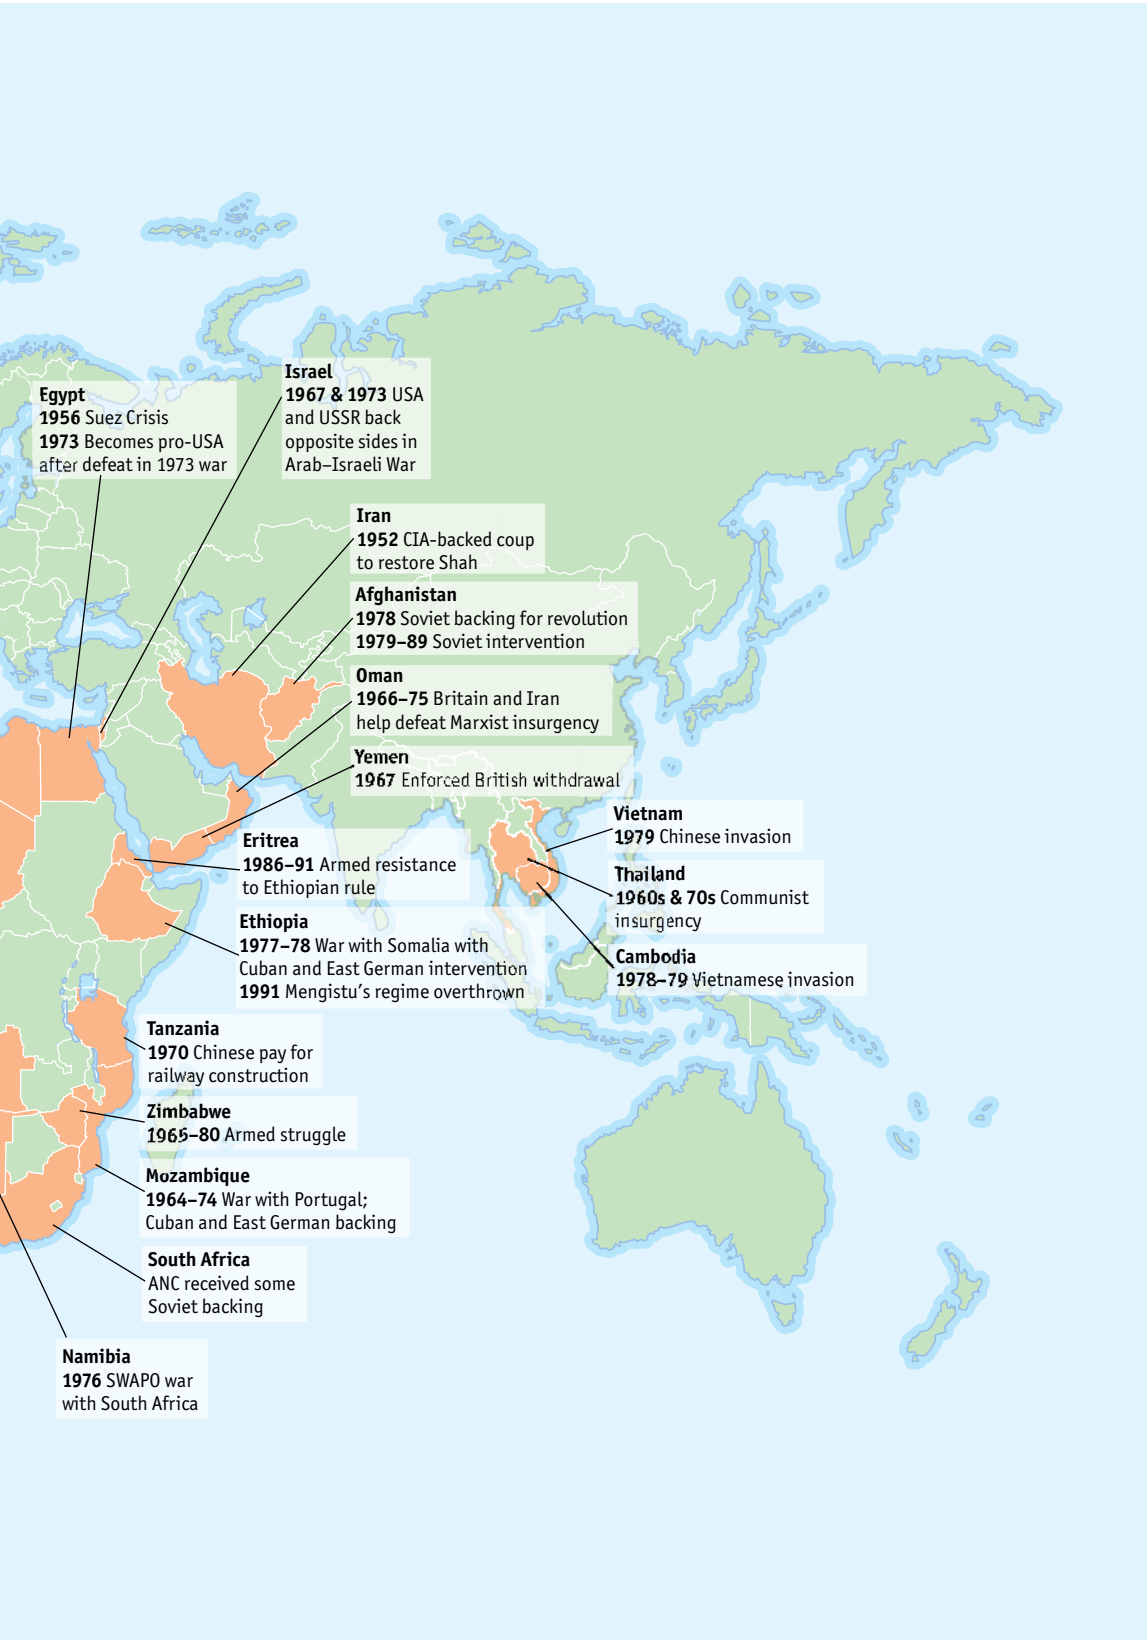 Egypt
1956 Suez Crisis
1973 Becomes pro-USA
after defeat in 1973 war
Israel
1967 & 1973 USA
and USSR back
opposite sides in
Arab–Israeli War
Iran
1952 CIA-backed coup
to restore Shah
Afghanistan
1978 Soviet backing for revolution
1979–89 Soviet intervention
Oman
1966–75 Britain and Iran
help defeat Marxist insurgency
Yemen
1967 Enforced British withdrawal
Vietnam
1979 Chinese invasion
Thailand
1960s & 70s Communist
insurgency
Cambodia
1978–79 Vietnamese invasion
Eritrea
1986–91 Armed resistance
to Ethiopian rule
Ethiopia
1977–78 War with Somalia with
Cuban and East German intervention
1991 Mengistu's regime overthrown
Tanzania
1970 Chinese pay for
railway construction
Zimbabwe
1965–80 Armed struggle
Mozambique
1964–74 War with Portugal;
Cuban and East German backing
South Africa
ANC received some
Soviet backing
Namibia
1976 SWAPO war
with South Africa